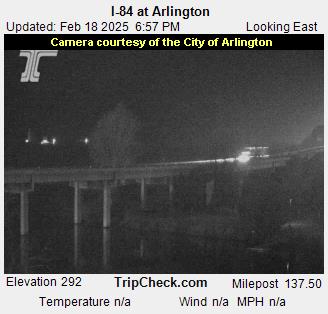 I-84 at Arlington
Updated: Feb 18 2025 6:57 PM Looking East
Camera courtesy of the City of Arlington
Elevation 292 TripCheck.com Milepost 137.50
Temperature n/a Wind n/a MPH n/a